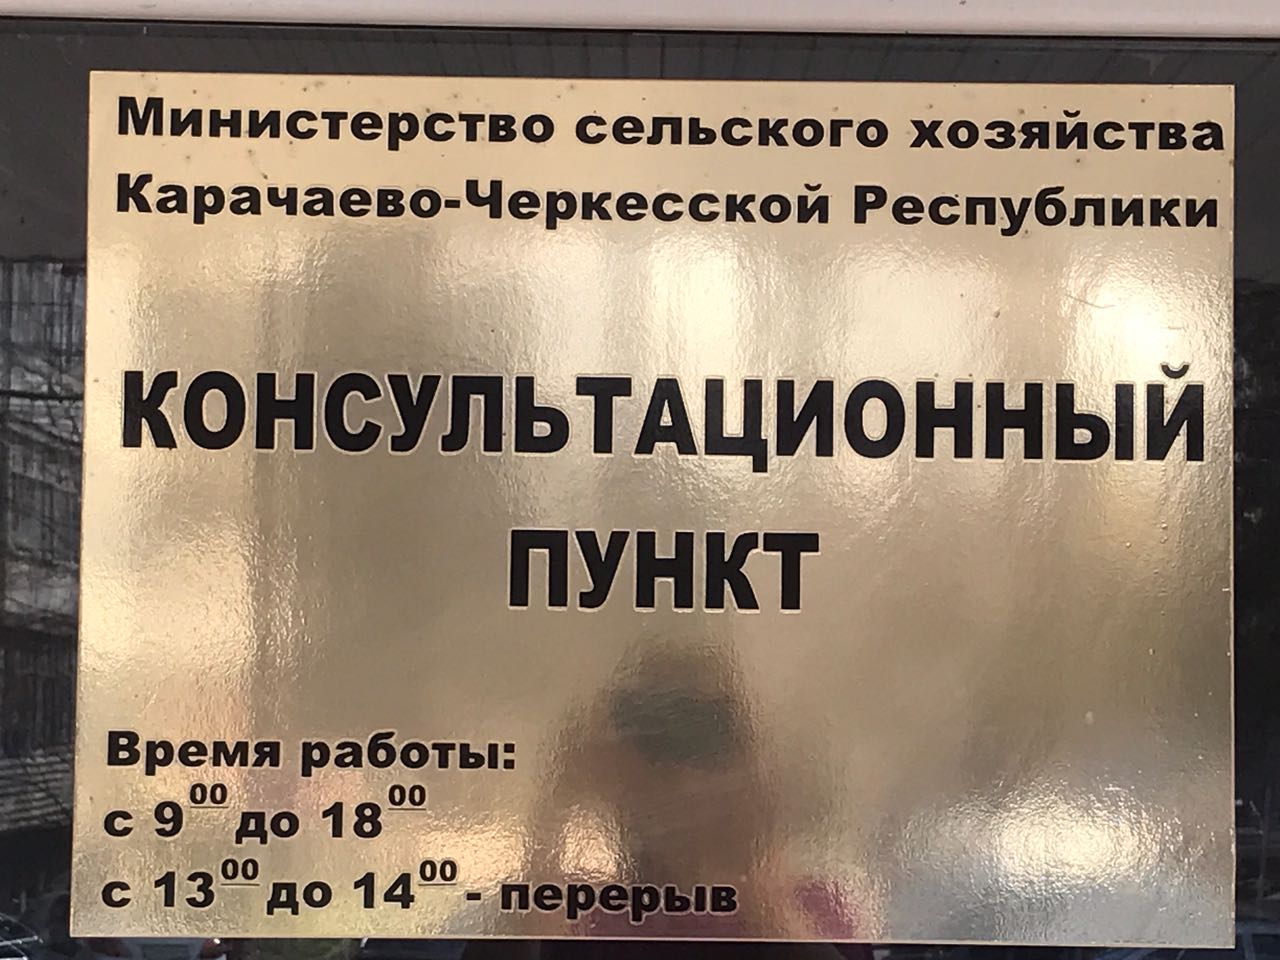 Министерство сельского хозяйства
Карачаево-Черкесской Республики
КОНСУЛЬТАЦИОННЫЙ
ПУНКТ
Время работы:
с 9⁰⁰ до 18⁰⁰
с 13⁰⁰ до 14⁰⁰ - перерыв